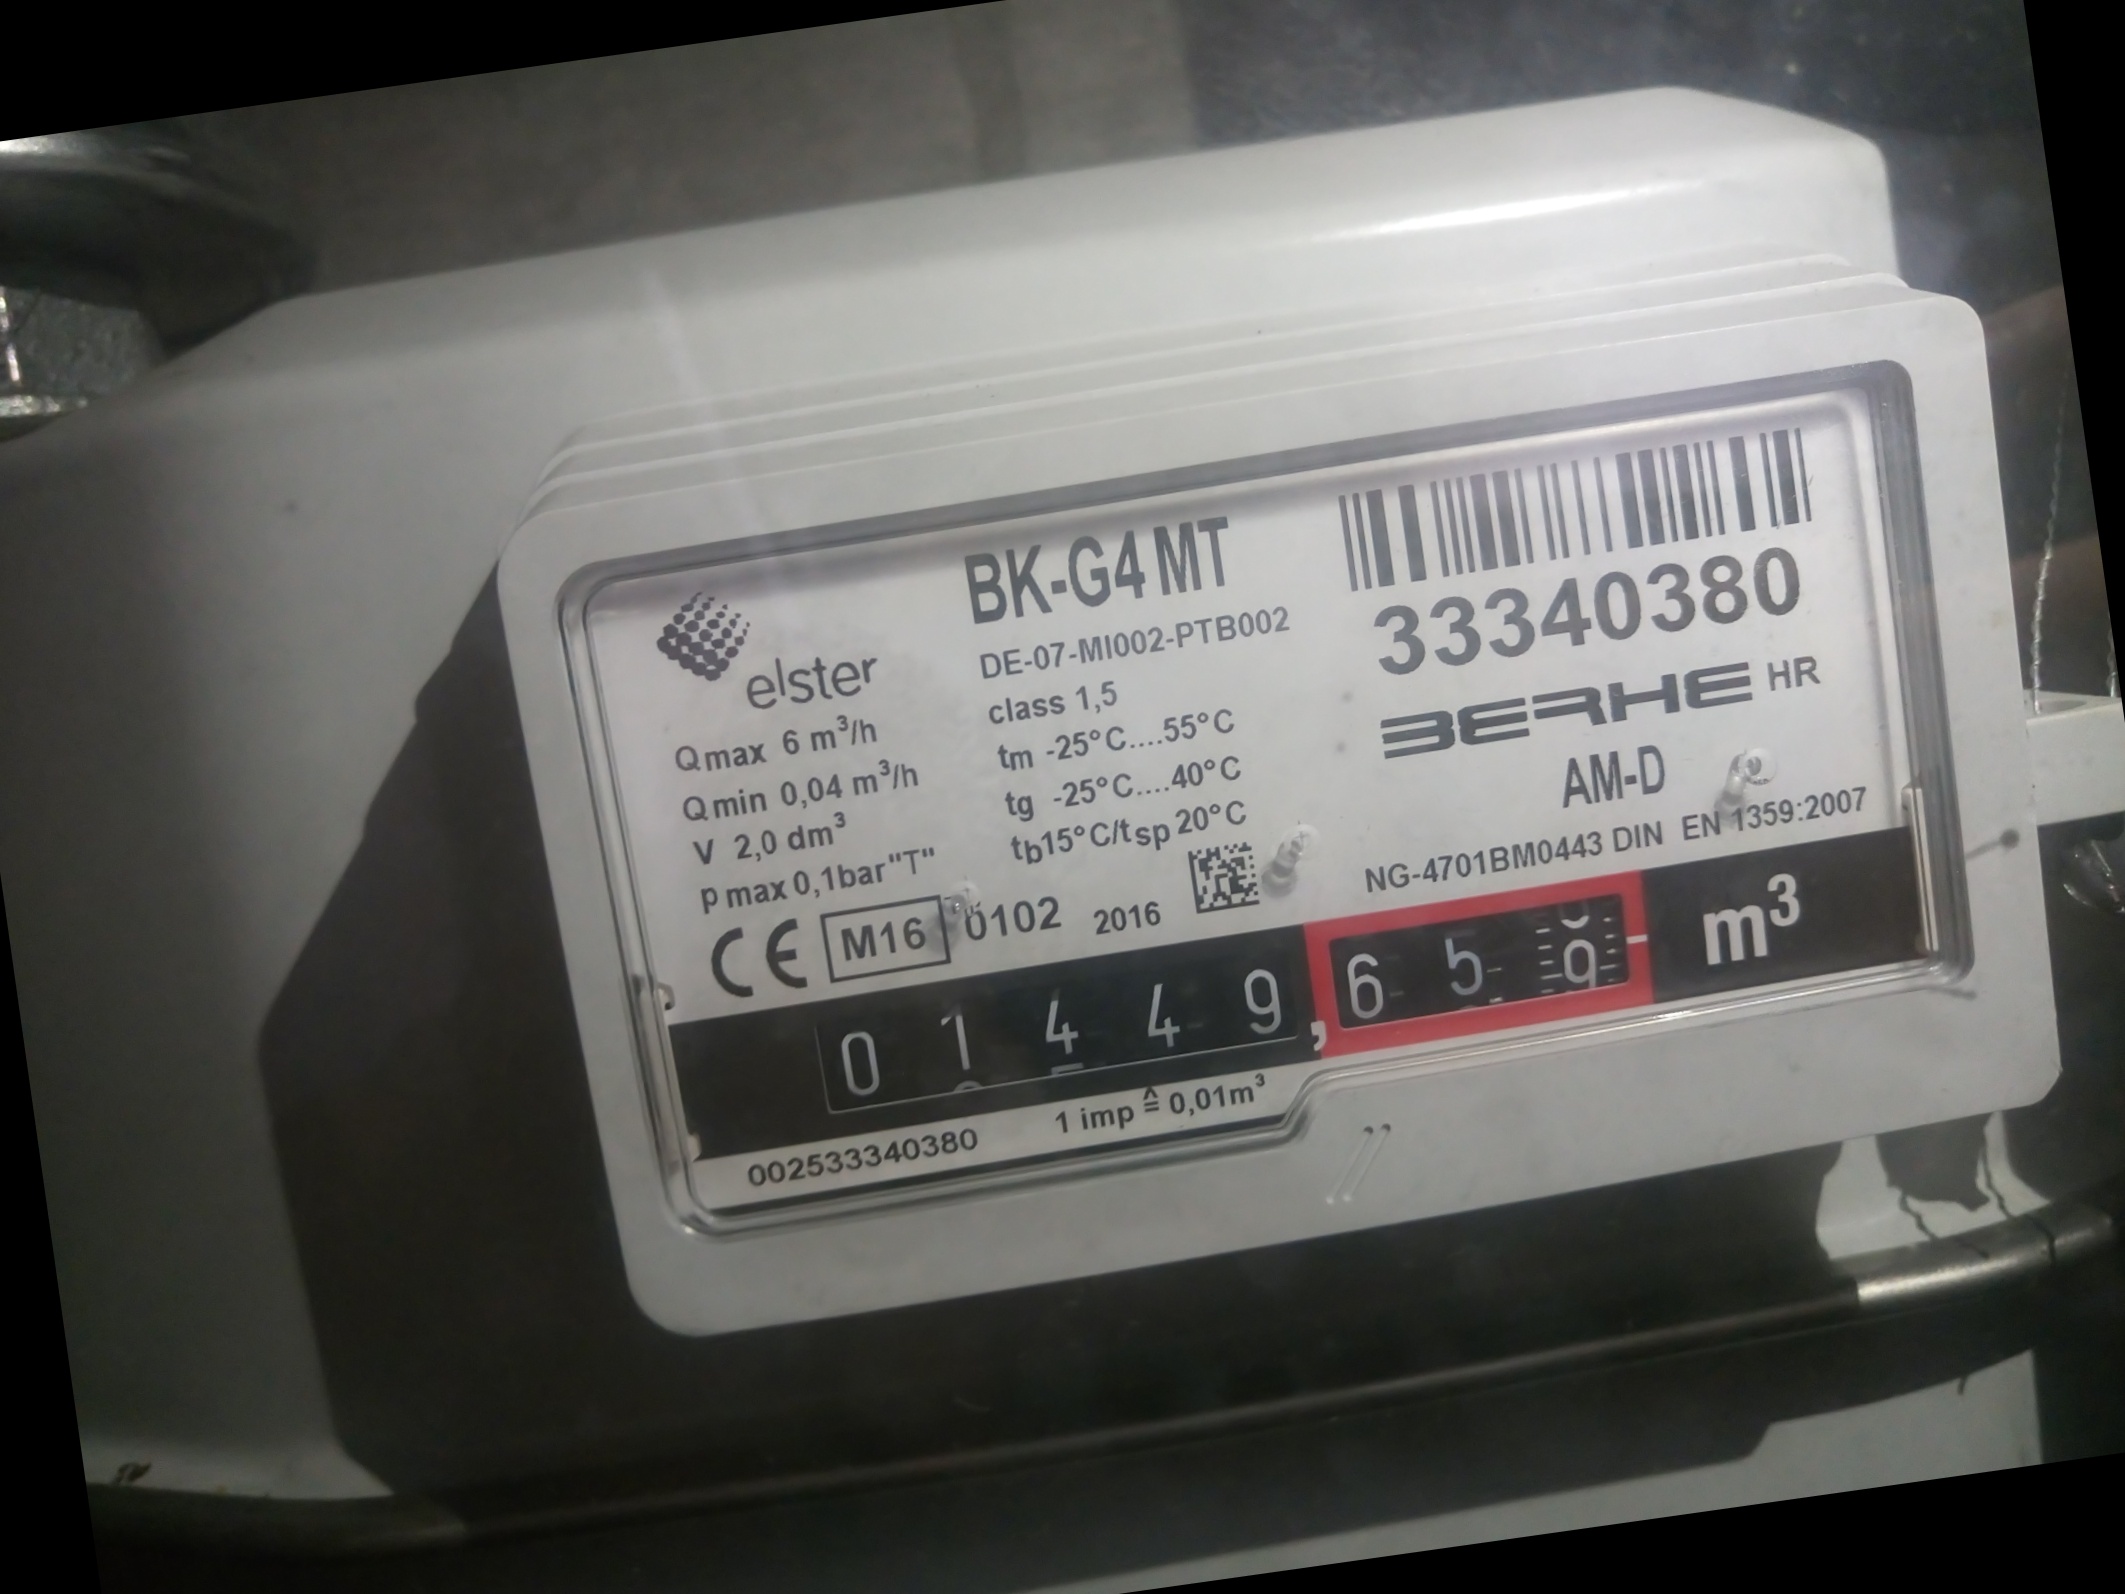 elster
Qmax 6 m³/h
Qmin 0,04 m³/h
V 2,0 dm³
pmax 0,1bar "T"
CE M16 0102 2016
BK-G4 MT
DE-07-MI002-PTB002
class 1,5
tm -25°C....55°C
tg -25°C....40°C
tb15°C/tsp 20°C
33340380
BERHE HR
AM-D
NG-4701BM0443 DIN EN 1359:2007
01449,659 m³
002533340380 1 imp ≙ 0,01m³